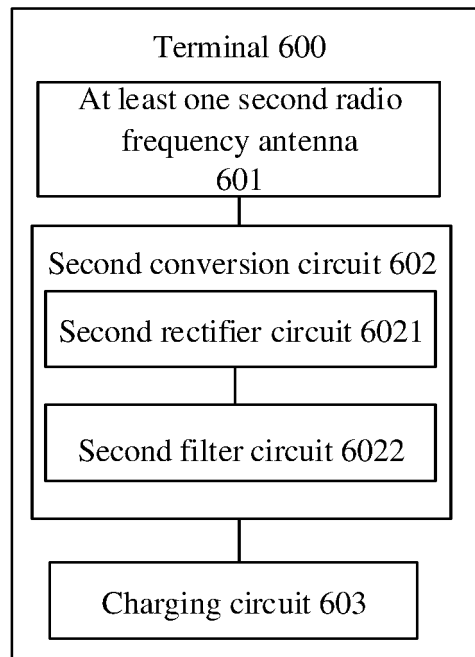 Terminal 600
At least one second radio
frequency antenna
601
Second conversion circuit 602
Second rectifier circuit 6021
Second filter circuit 6022
Charging circuit 603